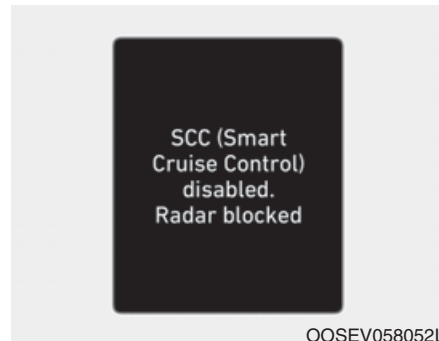 SCC (Smart
Cruise Control)
disabled.
Radar blocked
OOSEV058052L